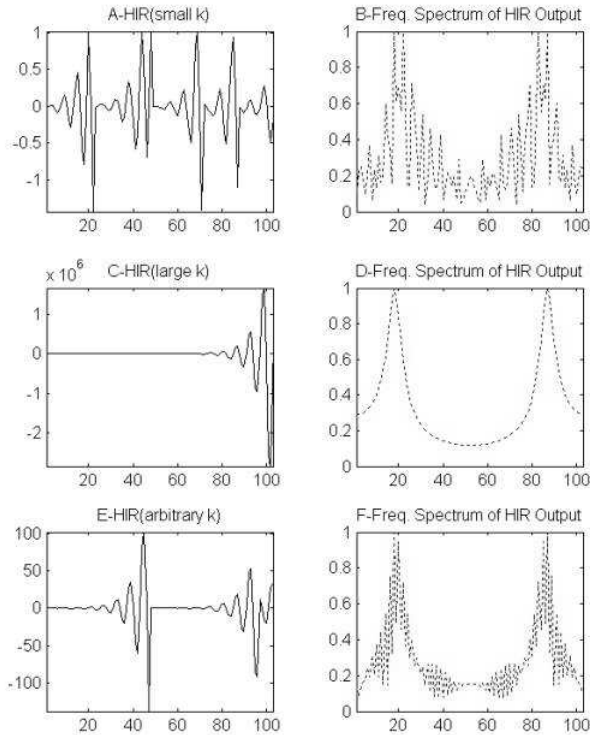 A-HIR(small k)
1
0.5
0
-0.5
-1
20 40 60 80 100
B-Freq. Spectrum of HIR Output
1
0.8
0.6
0.4
0.2
0
20 40 60 80 100
x 10^6
C-HIR(large k)
1
0
-1
-2
20 40 60 80 100
D-Freq. Spectrum of HIR Output
1
0.8
0.6
0.4
0.2
0
20 40 60 80 100
E-HIR(arbitrary k)
100
50
0
-50
-100
20 40 60 80 100
F-Freq. Spectrum of HIR Output
1
0.8
0.6
0.4
0.2
0
20 40 60 80 100